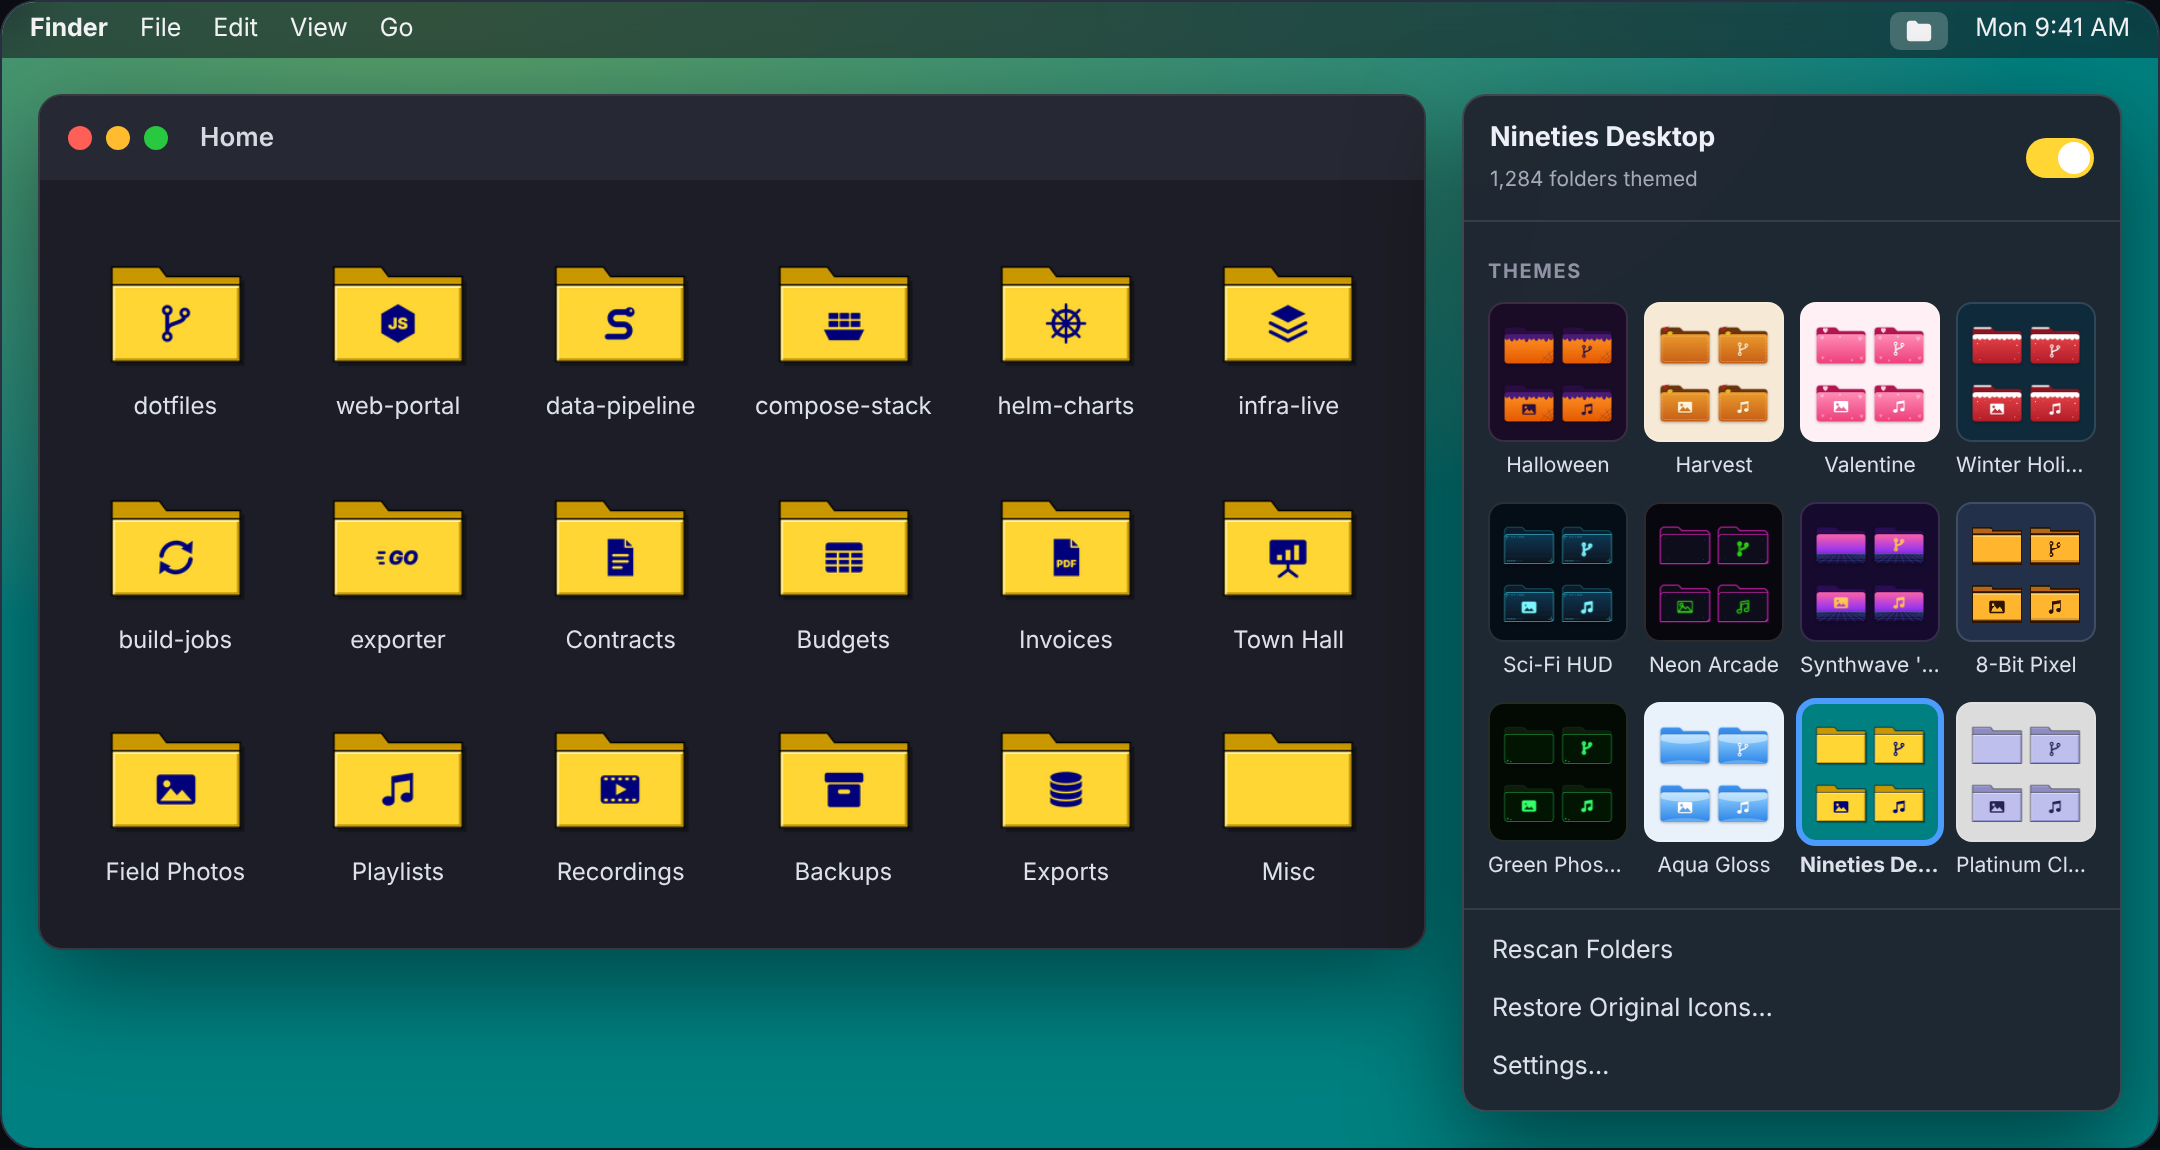 Finder File Edit View Go Mon 9:41 AM
Home
dotfiles web-portal data-pipeline compose-stack helm-charts infra-live
JS
build-jobs exporter Contracts Budgets Invoices Town Hall
GO
PDF
Field Photos Playlists Recordings Backups Exports Misc
Nineties Desktop
1,284 folders themed
THEMES
Halloween Harvest Valentine Winter Holi...
Sci-Fi HUD Neon Arcade Synthwave '... 8-Bit Pixel
Green Phos... Aqua Gloss Nineties De... Platinum Cl...
Rescan Folders
Restore Original Icons...
Settings...